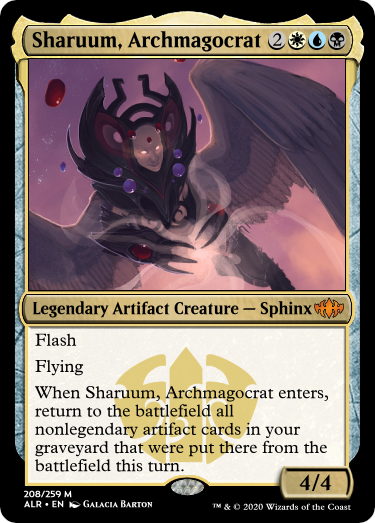 Sharuum, Archmagocrat 2
Legendary Artifact Creature — Sphinx
Flash
Flying
When Sharuum, Archmagocrat enters,
return to the battlefield all
nonlegendary artifact cards in your
graveyard that were put there from the
battlefield this turn.
4/4
208/259 M
ALR • EN Galacia Barton
™ & © 2020 Wizards of the Coast